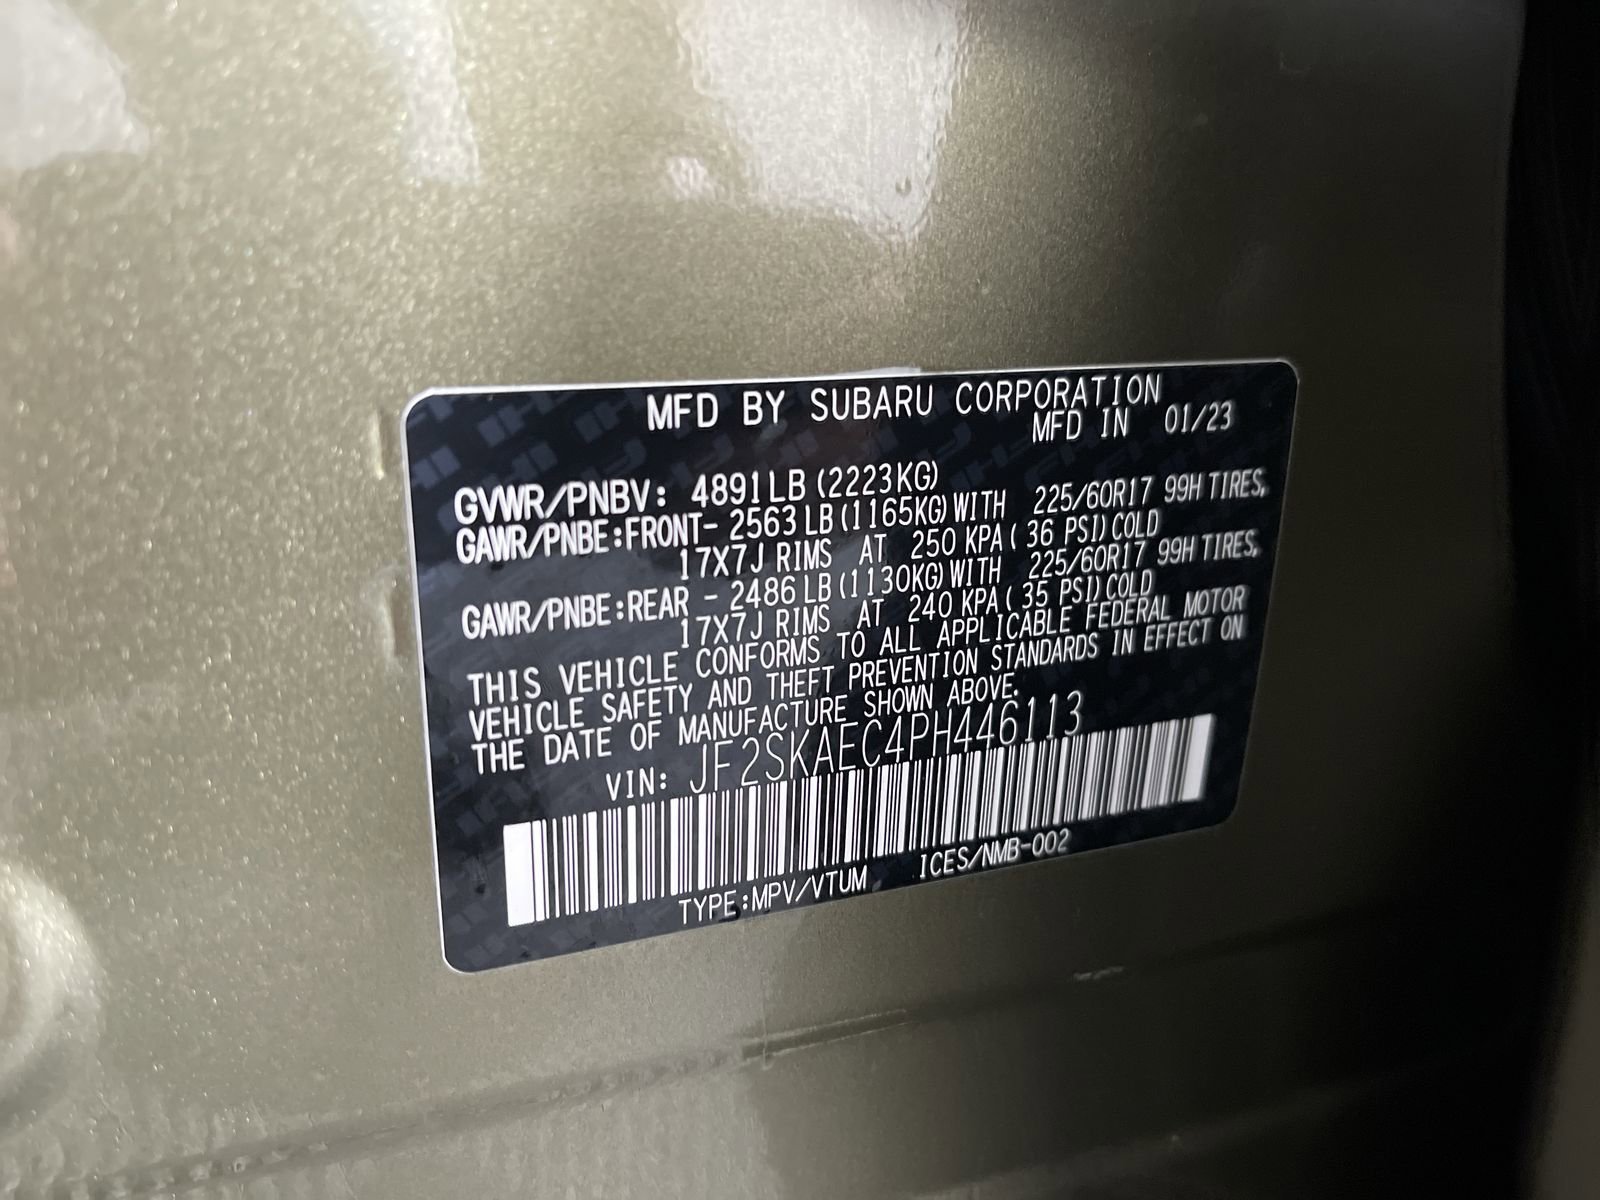 MFD BY SUBARU CORPORATION
MFD IN 01/23
GVWR/PNBV: 4891LB (2223KG)
GAWR/PNBE:FRONT- 2563 LB (1165KG) WITH 225/60R17 99H TIRES,
17X7J RIMS AT 250 KPA ( 36 PSI) COLD
GAWR/PNBE:REAR - 2486 LB (1130KG) WITH 225/60R17 99H TIRES,
17X7J RIMS AT 240 KPA ( 35 PSI) COLD
THIS VEHICLE CONFORMS TO ALL APPLICABLE FEDERAL MOTOR
VEHICLE SAFETY AND THEFT PREVENTION STANDARDS IN EFFECT ON
THE DATE OF MANUFACTURE SHOWN ABOVE.
VIN: JF2SKAEC4PH446113
TYPE:MPV/VTUM ICES/NMB-002